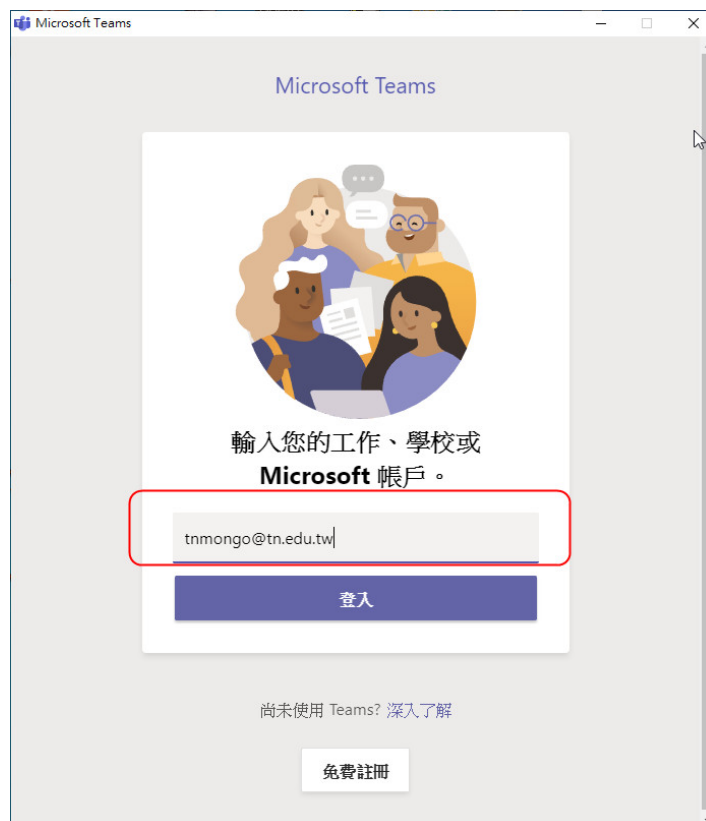 Microsoft Teams
Microsoft Teams
輸入您的工作、學校或
Microsoft 帳戶。
tnmongo@tn.edu.tw
登入
尚未使用 Teams? 深入了解
免費註冊